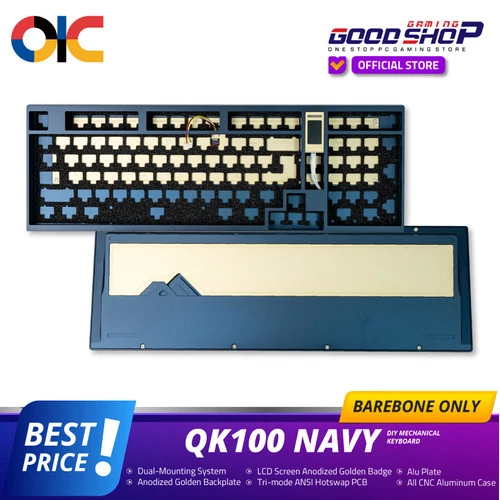 OIC
GAMING
GOODSHOP
ONE STOP PC GAMING STORE
OFFICIAL STORE
BAREBONE ONLY
BEST
PRICE!
QK100 NAVY
DIY MECHANICAL
KEYBOARD
• Dual-Mounting System
• Anodized Golden Backplate
• LCD Screen Anodized Golden Badge
• Tri-mode ANSI Hotswap PCB
• Alu Plate
• All CNC Aluminum Case